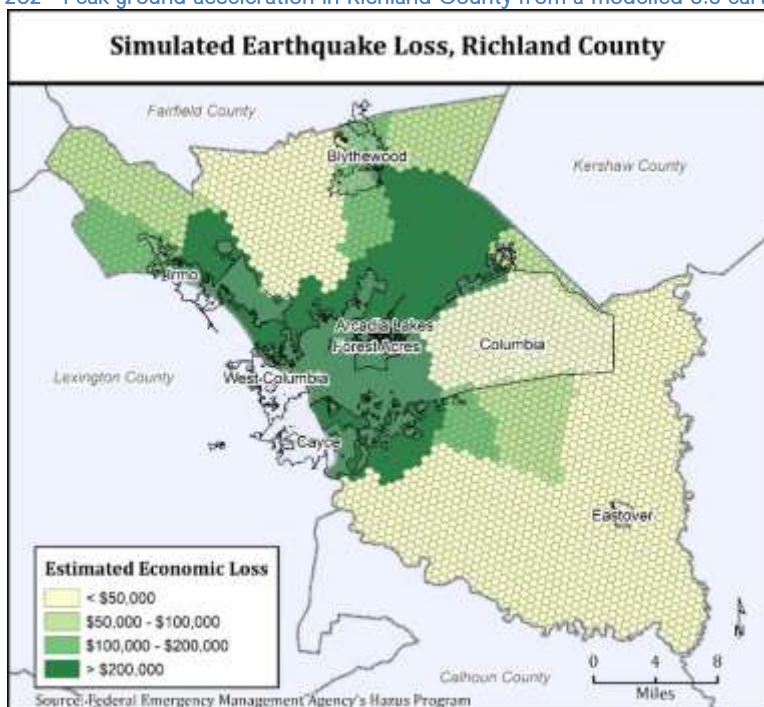 Simulated Earthquake Loss, Richland County
Fairfield County
Blythewood
Kershaw County
Irmo
Arcadia Lakes
Forest Acres
Columbia
Lexington County
West Columbia
Cayce
Eastover
Estimated Economic Loss
< $50,000
$50,000 - $100,000
$100,000 - $200,000
> $200,000
N
0 4 8
Miles
Calhoun County
Source: Federal Emergency Management Agency's Hazus Program